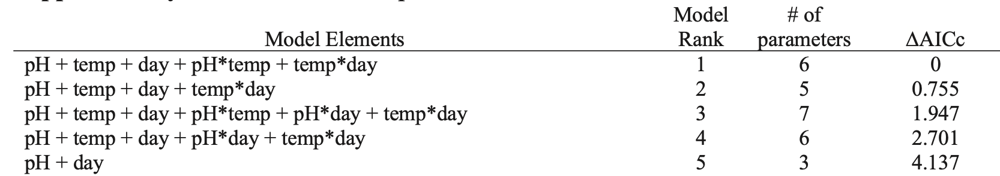 Model # of
Model Elements Rank parameters ΔAICc
pH + temp + day + pH*temp + temp*day 1 6 0
pH + temp + day + temp*day 2 5 0.755
pH + temp + day + pH*temp + pH*day + temp*day 3 7 1.947
pH + temp + day + pH*day + temp*day 4 6 2.701
pH + day 5 3 4.137